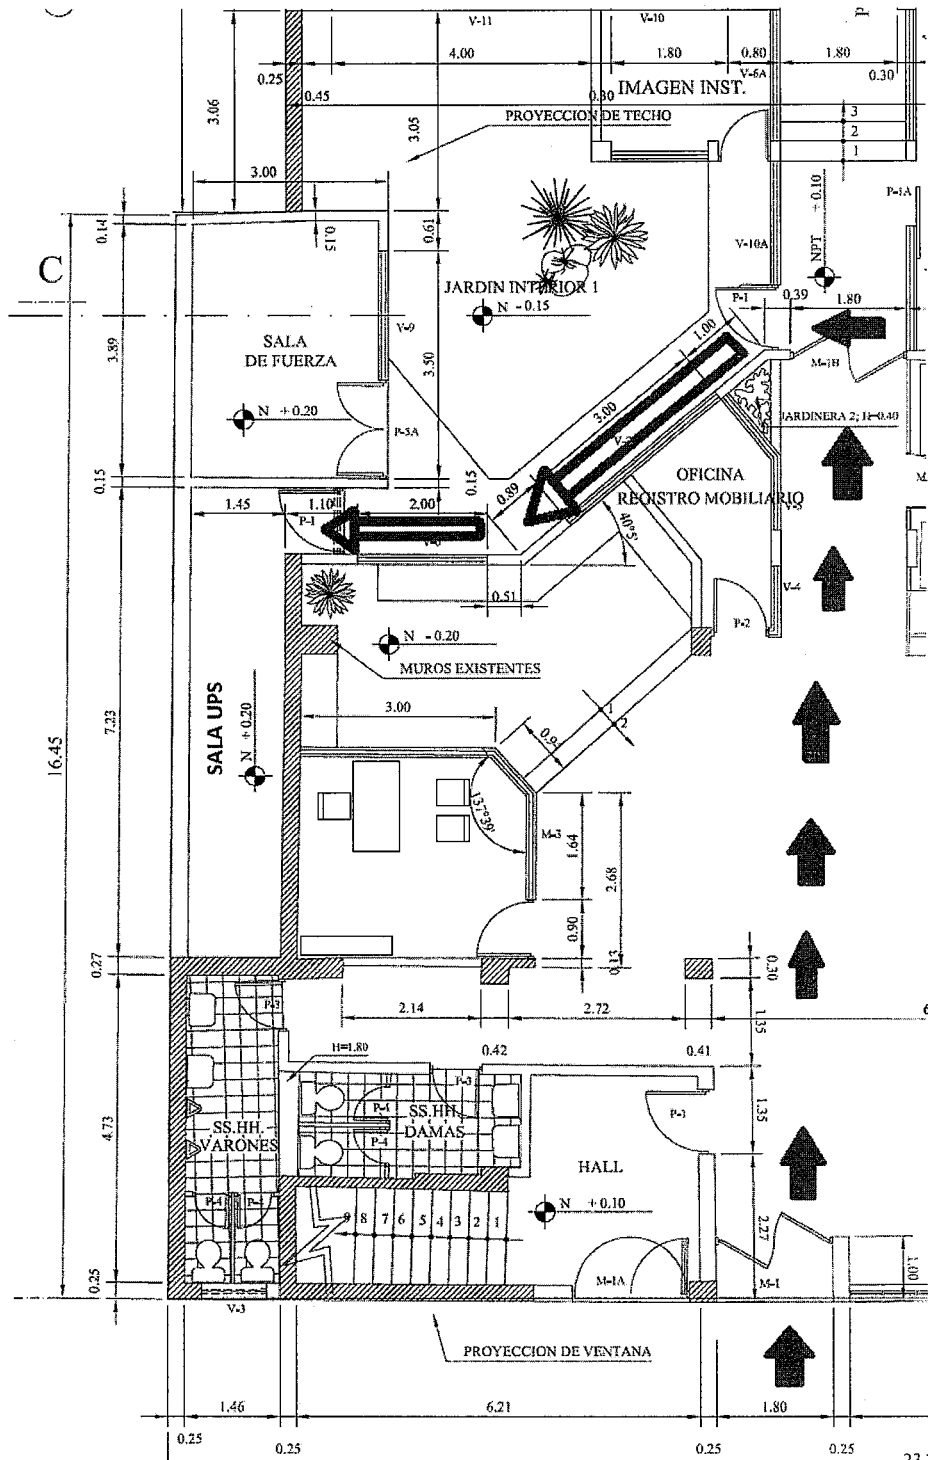 V-11
V-10
3.06
0.25
4.00
1.80
0.80
1.80
0.30
V-6A
IMAGEN INST.
0.45
0.30
3.05
PROYECCION DE TECHO
3
2
1
3.00
0.14
0.15
0.61
P-1A
NPT +0.10
V-10A
C
JARDIN INTERIOR 1
N -0.15
P-1
0.39
1.80
V-9
SALA
DE FUERZA
3.89
3.50
1.00
M-1H
3.00
N +0.20
P-5A
JARDINERA 2; H=0.40
OFICINA
REGISTRO MOBILIARIO
0.15
0.15
0.89
1.45
1.10
2.00
P-1
40°5'
V-5
0.51
V-4
P-2
N -0.20
MUROS EXISTENTES
16.45
7.23
SALA UPS
N +0.20
3.00
1
2
0.94
137°39'
M-3
1.64
2.68
0.90
0.27
0.13
0.30
2.14
2.72
1.35
P-3
H=1.80
0.42
0.41
P-3
P-4
SS.HH.
DAMAS
P-4
P-1
1.35
4.73
SS.HH.
VARONES
HALL
N +0.10
P-4
9 8 7 6 5 4 3 2 1
2.27
M-1A
M-1
1.00
0.25
V-3
PROYECCION DE VENTANA
1.46
6.21
1.80
0.25
0.25
0.25
0.25